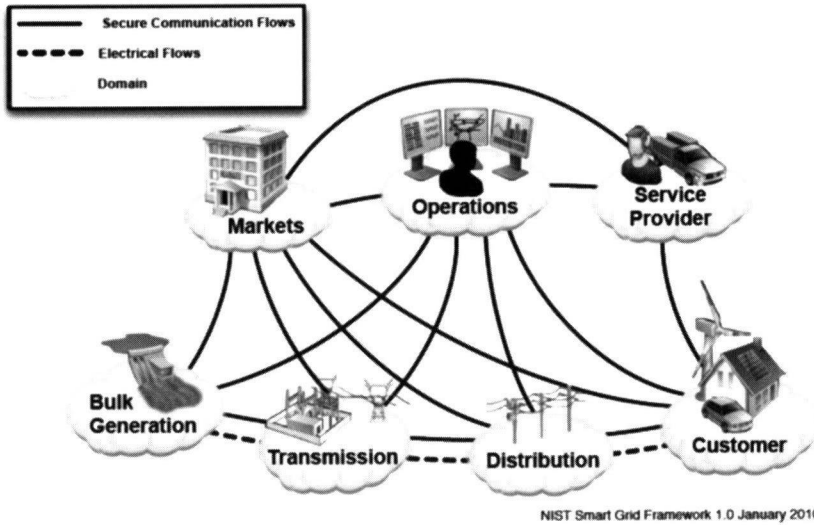 Secure Communication Flows
Electrical Flows
Domain
Markets
Operations
Service
Provider
Bulk
Generation
Transmission
Distribution
Customer
NIST Smart Grid Framework 1.0 January 2010